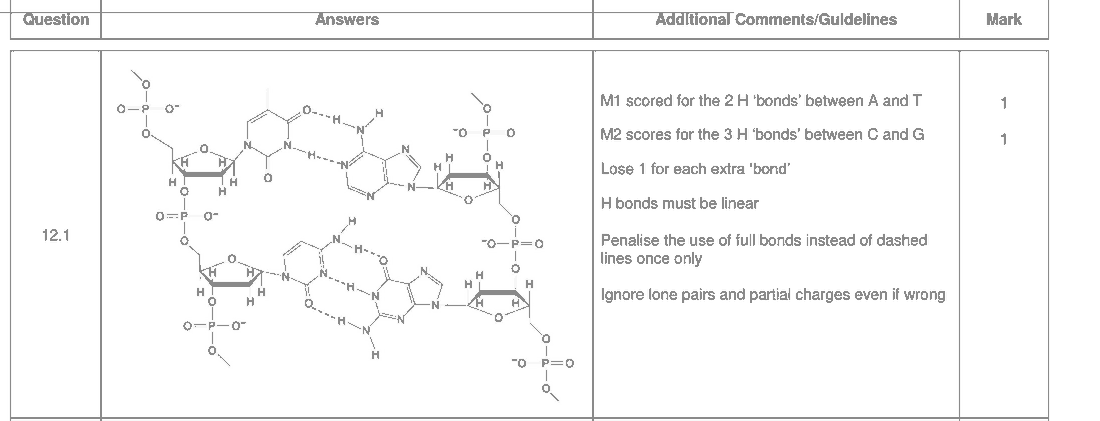 Question Answers Additional Comments/Guidelines Mark
12.1
M1 scored for the 2 H ‘bonds’ between A and T 1
M2 scores for the 3 H ‘bonds’ between C and G 1
Lose 1 for each extra ‘bond’
H bonds must be linear
Penalise the use of full bonds instead of dashed
lines once only
Ignore lone pairs and partial charges even if wrong
O
O P O⁻
O
O
H H
H H
O
O P O⁻
O
O
H H
H H
O
O P O⁻
O
O H H
N
N H N
N
O
N
N
H
N H
O
N
N H N
N
O H N
N
N
H
O
⁻O P O
O
H H
H H
O
O
⁻O P O
O
H H
H H
O
O
⁻O P O
O